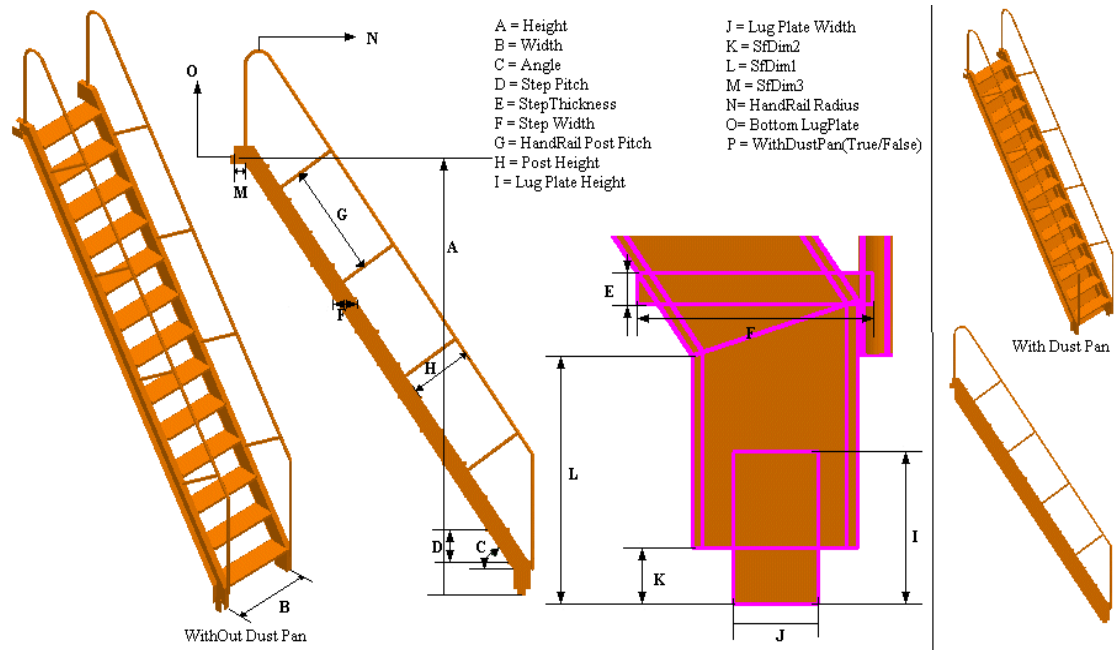 A = Height
B = Width
C = Angle
D = Step Pitch
E = StepThickness
F = Step Width
G = HandRail Post Pitch
H = Post Height
I = Lug Plate Height
J = Lug Plate Width
K = SfDim2
L = SfDim1
M = SfDim3
N= HandRail Radius
O= Bottom LugPlate
P = WithDustPan(True/False)
N
O
M
G
A
F
H
D
C
B
WithOut Dust Pan
E
F
L
I
K
J
With Dust Pan